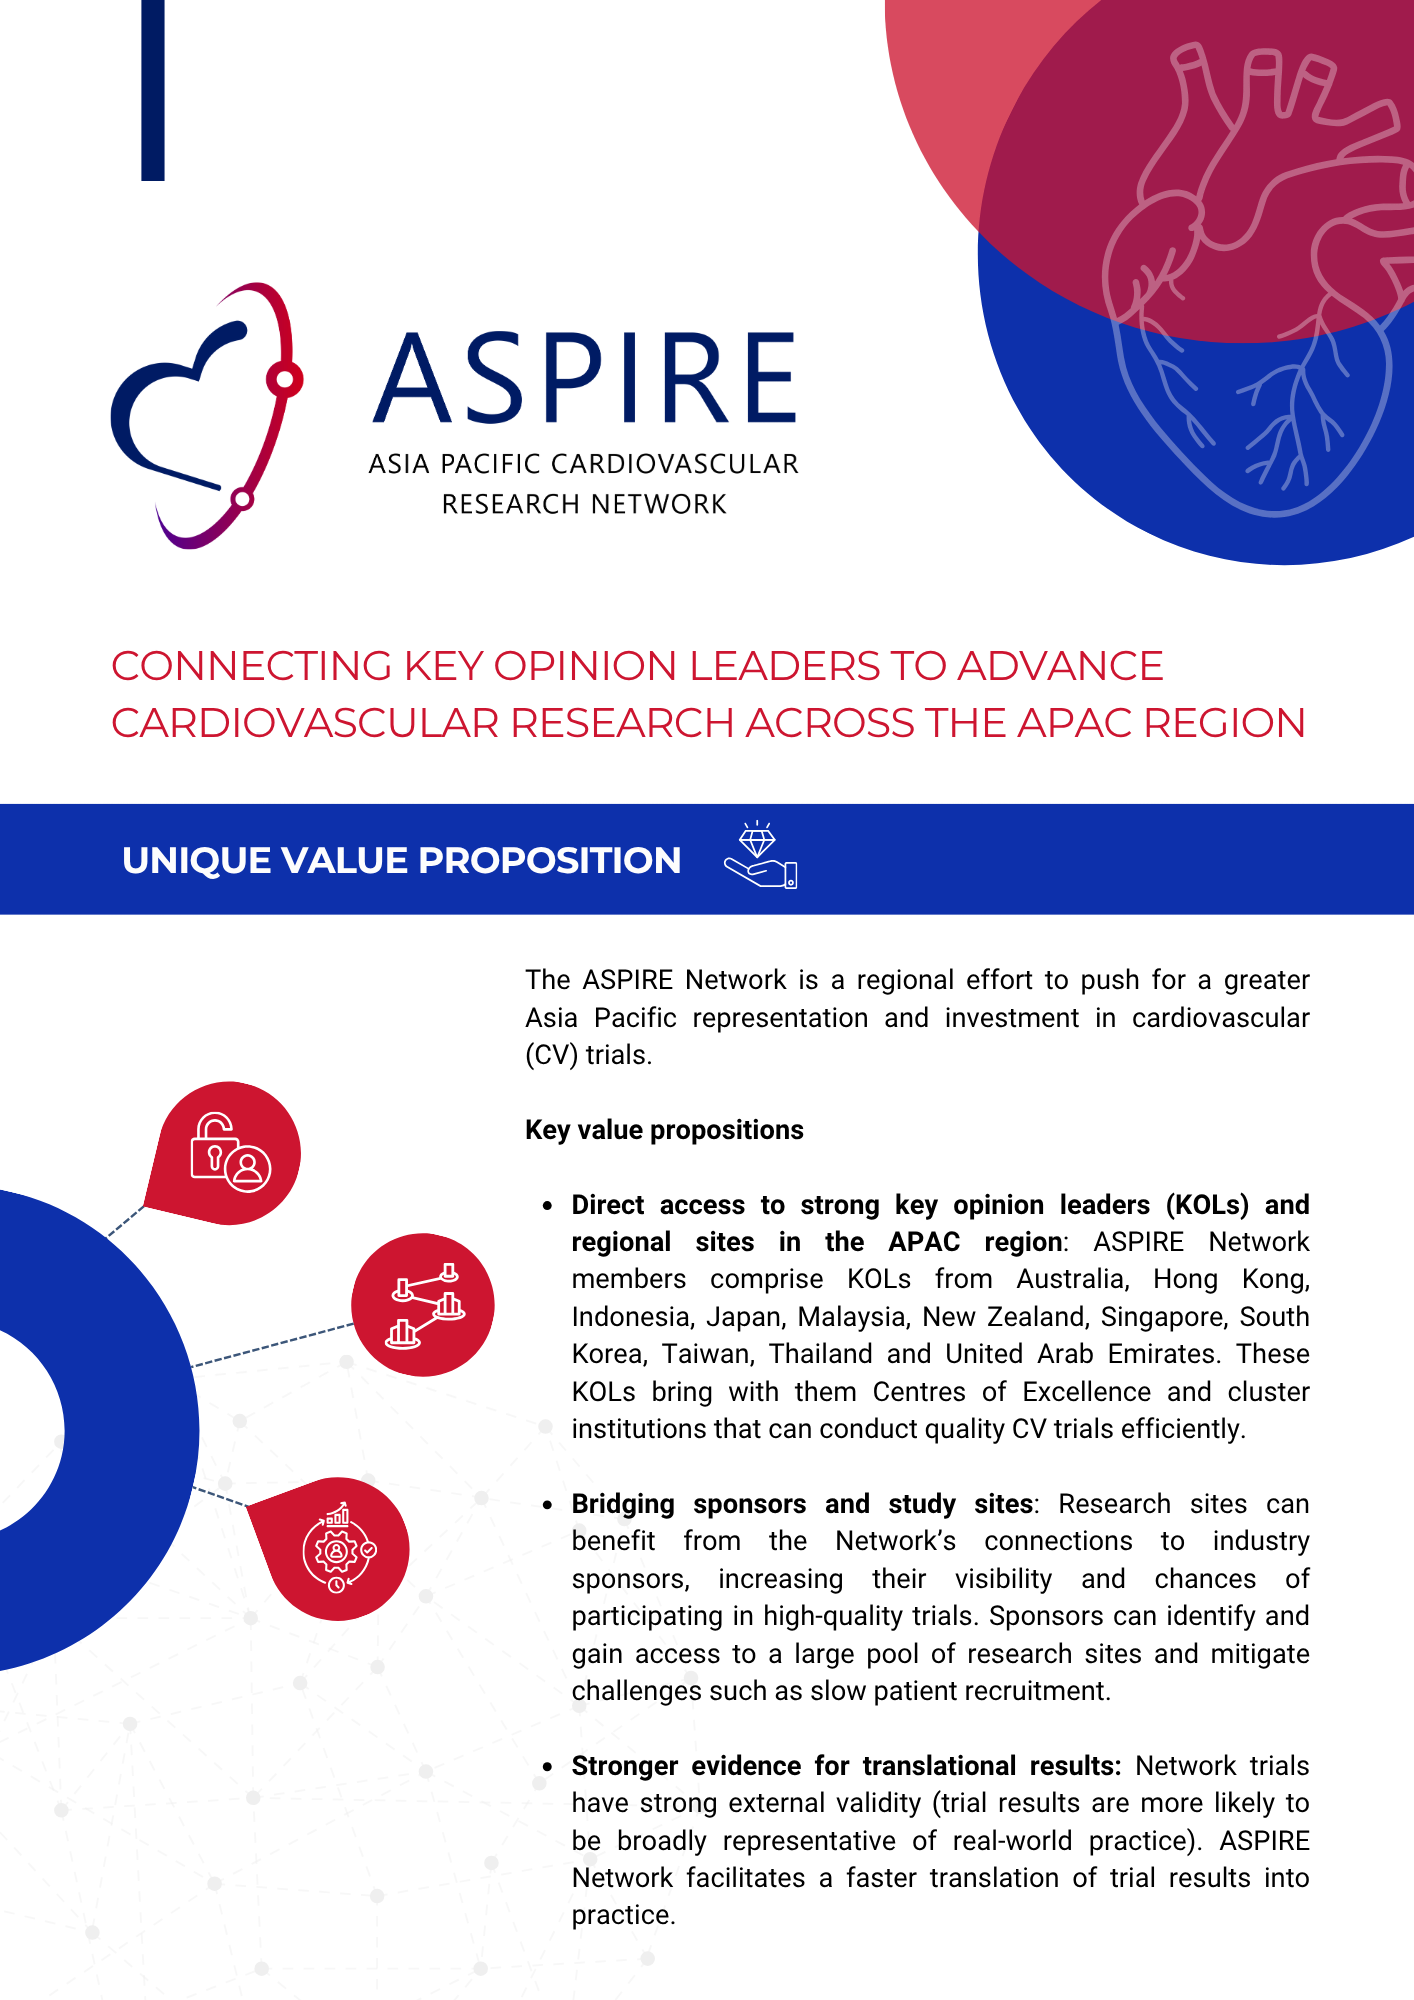 ASPIRE
ASIA PACIFIC CARDIOVASCULAR
RESEARCH NETWORK
CONNECTING KEY OPINION LEADERS TO ADVANCE
CARDIOVASCULAR RESEARCH ACROSS THE APAC REGION
UNIQUE VALUE PROPOSITION
The ASPIRE Network is a regional effort to push for a greater
Asia Pacific representation and investment in cardiovascular
(CV) trials.
Key value propositions
• Direct access to strong key opinion leaders (KOLs) and
regional sites in the APAC region: ASPIRE Network
members comprise KOLs from Australia, Hong Kong,
Indonesia, Japan, Malaysia, New Zealand, Singapore, South
Korea, Taiwan, Thailand and United Arab Emirates. These
KOLs bring with them Centres of Excellence and cluster
institutions that can conduct quality CV trials efficiently.
• Bridging sponsors and study sites: Research sites can
benefit from the Network’s connections to industry
sponsors, increasing their visibility and chances of
participating in high-quality trials. Sponsors can identify and
gain access to a large pool of research sites and mitigate
challenges such as slow patient recruitment.
• Stronger evidence for translational results: Network trials
have strong external validity (trial results are more likely to
be broadly representative of real-world practice). ASPIRE
Network facilitates a faster translation of trial results into
practice.